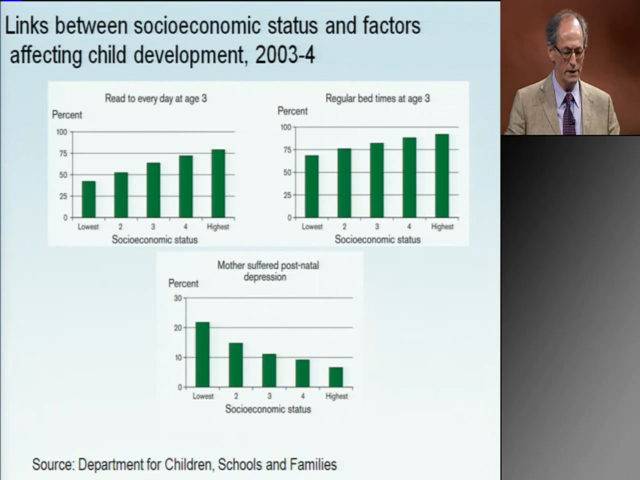 Links between socioeconomic status and factors
affecting child development, 2003-4
Read to every day at age 3
Percent
100
75
50
25
0
Lowest 2 3 4 Highest
Socioeconomic status
Regular bed times at age 3
Percent
100
75
50
25
0
Lowest 2 3 4 Highest
Socioeconomic status
Mother suffered post-natal
depression
Percent
30
20
10
0
Lowest 2 3 4 Highest
Socioeconomic status
Source: Department for Children, Schools and Families